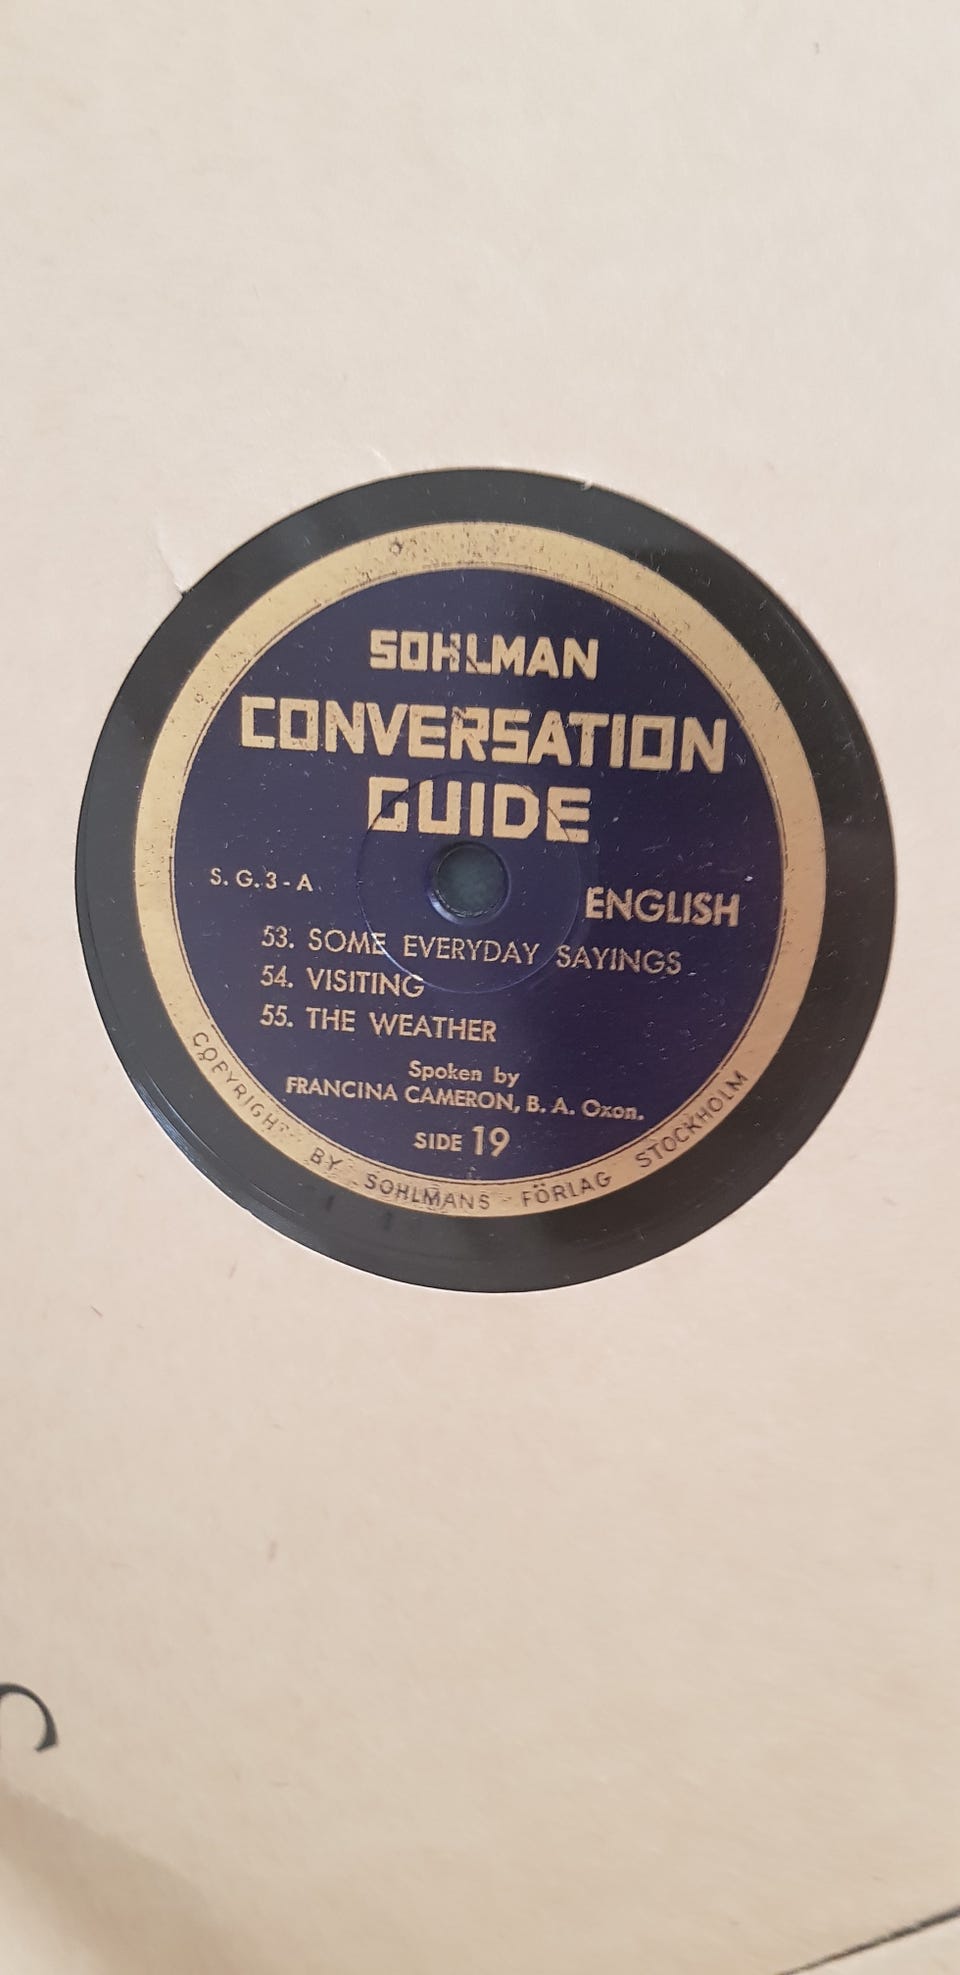 SOHLMAN
CONVERSATION
GUIDE
S. G. 3 - A
ENGLISH
53. SOME EVERYDAY SAYINGS
54. VISITING
55. THE WEATHER
Spoken by
FRANCINA CAMERON, B. A. Oxon.
SIDE 19
COPYRIGHT BY SOHLMANS FÖRLAG STOCKHOLM